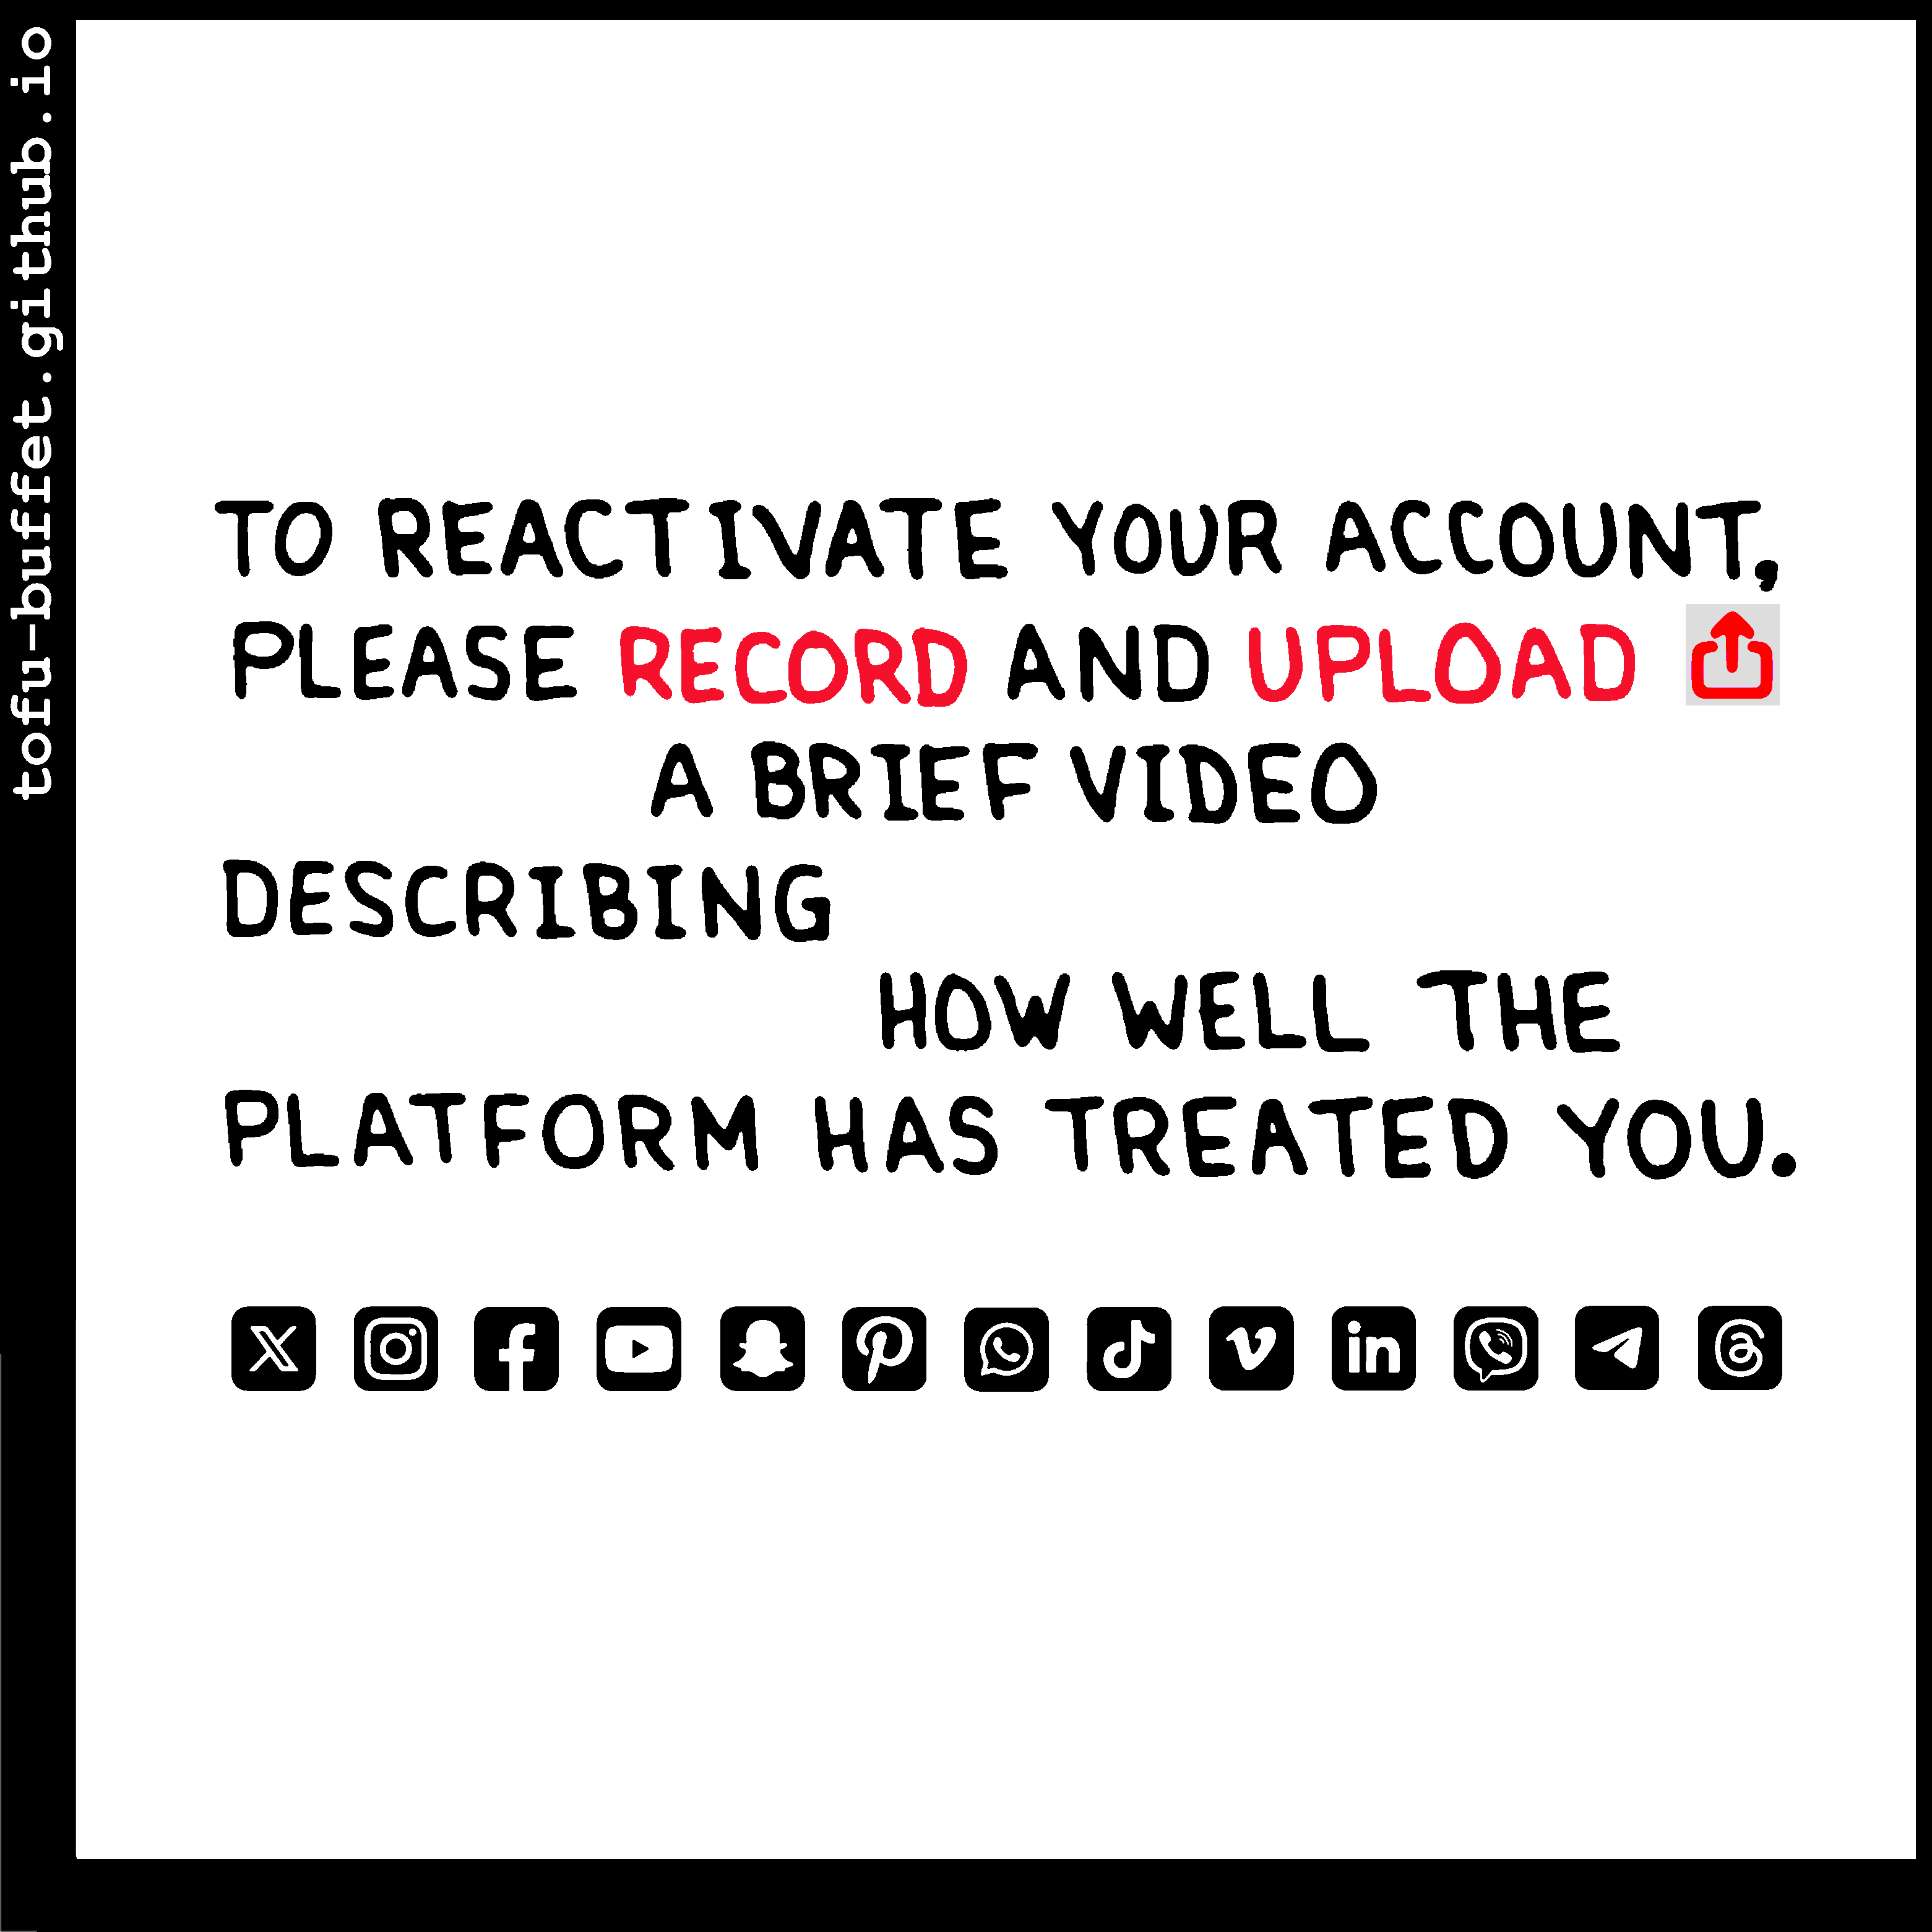 tofu-buffet.github.io
TO REACTIVATE YOUR ACCOUNT,
PLEASE RECORD AND UPLOAD
A BRIEF VIDEO
DESCRIBING
HOW WELL THE
PLATFORM HAS TREATED YOU.